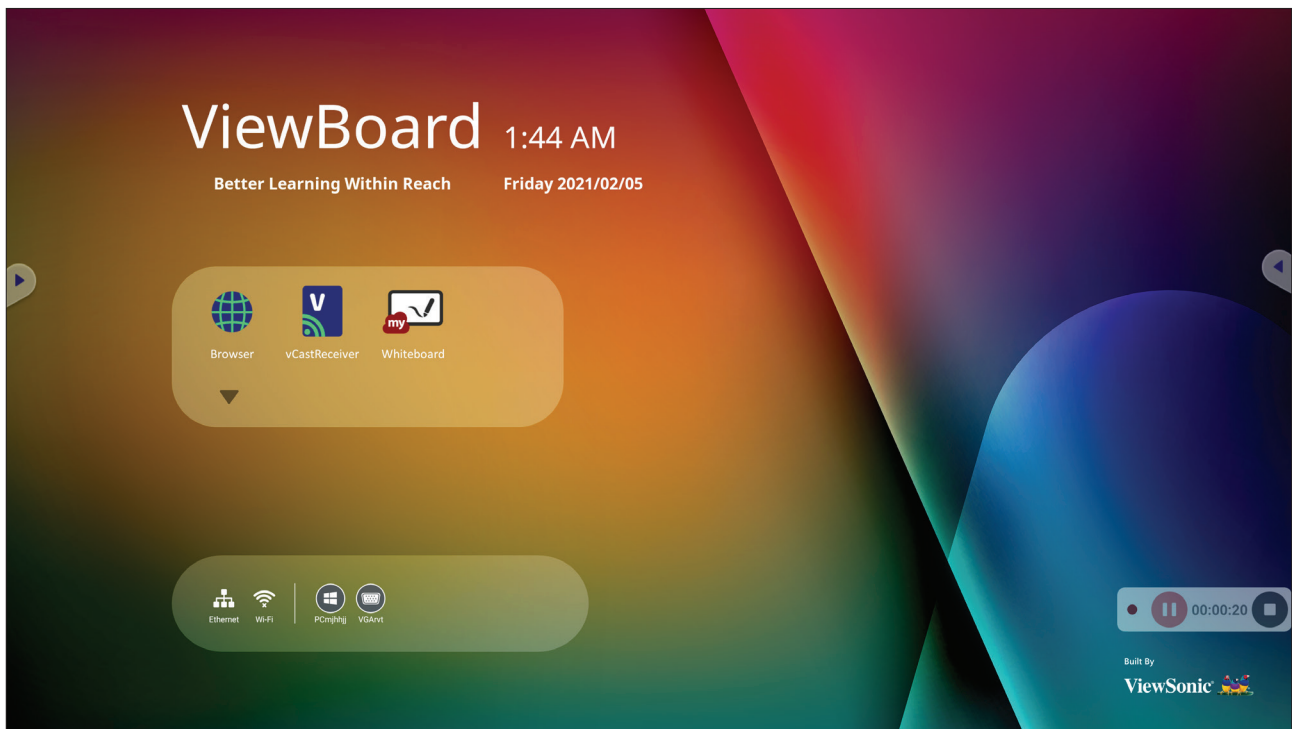 ViewBoard 1:44 AM
Better Learning Within Reach Friday 2021/02/05
V
my
Browser vCastReceiver Whiteboard
Ethernet Wi-Fi PCmjhhjj VGArvt
00:00:20
Built By
ViewSonic